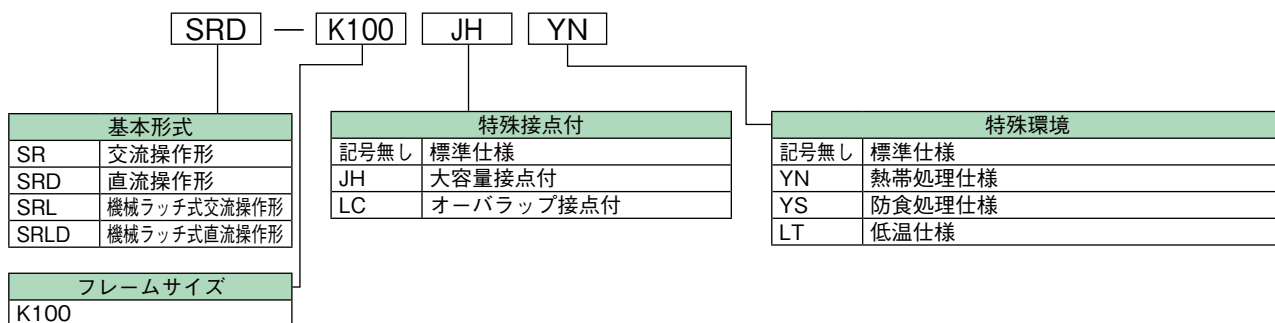 SRD — K100 JH YN
基本形式
SR 交流操作形
SRD 直流操作形
SRL 機械ラッチ式交流操作形
SRLD 機械ラッチ式直流操作形
フレームサイズ
K100
特殊接点付
記号無し 標準仕様
JH 大容量接点付
LC オーバラップ接点付
特殊環境
記号無し 標準仕様
YN 熱帯処理仕様
YS 防食処理仕様
LT 低温仕様